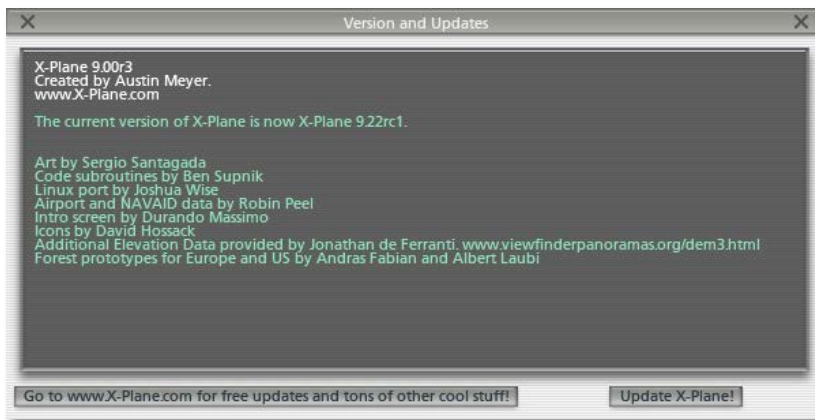 Version and Updates
X-Plane 9.00r3
Created by Austin Meyer.
www.X-Plane.com
The current version of X-Plane is now X-Plane 9.22rc1.
Art by Sergio Santagada
Code subroutines by Ben Supnik
Linux port by Joshua Wise
Airport and NAVAID data by Robin Peel
Intro screen by Durando Massimo
Icons by David Hossack
Additional Elevation Data provided by Jonathan de Ferranti. www.viewfinderpanoramas.org/dem3.html
Forest prototypes for Europe and US by Andras Fabian and Albert Laubi
Go to www.X-Plane.com for free updates and tons of other cool stuff!
Update X-Plane!